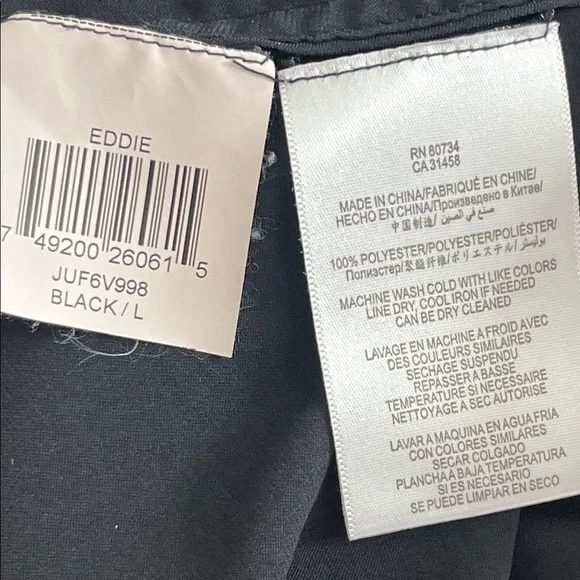 EDDIE
7 49200 26061 5
JUF6V998
BLACK / L
RN 80734
CA 31458
MADE IN CHINA/FABRIQUÉ EN CHINE/
HECHO EN CHINA/Произведено в Китае/
中国制造/صنع في الصين
100% POLYESTER/POLYESTER/POLIÉSTER/
Полиэстер/聚酯纤维/ポリエステル/بوليستر
MACHINE WASH COLD WITH LIKE COLORS
LINE DRY, COOL IRON IF NEEDED
CAN BE DRY CLEANED
LAVAGE EN MACHINE A FROID AVEC
DES COULEURS SIMILAIRES
SECHAGE SUSPENDU
REPASSER A BASSE
TEMPERATURE SI NECESSAIRE
NETTOYAGE A SEC AUTORISE
LAVAR A MAQUINA EN AGUA FRIA
CON COLORES SIMILARES
SECAR COLGADO
PLANCHA A BAJA TEMPERATURA
SI ES NECESARIO
SE PUEDE LIMPIAR EN SECO